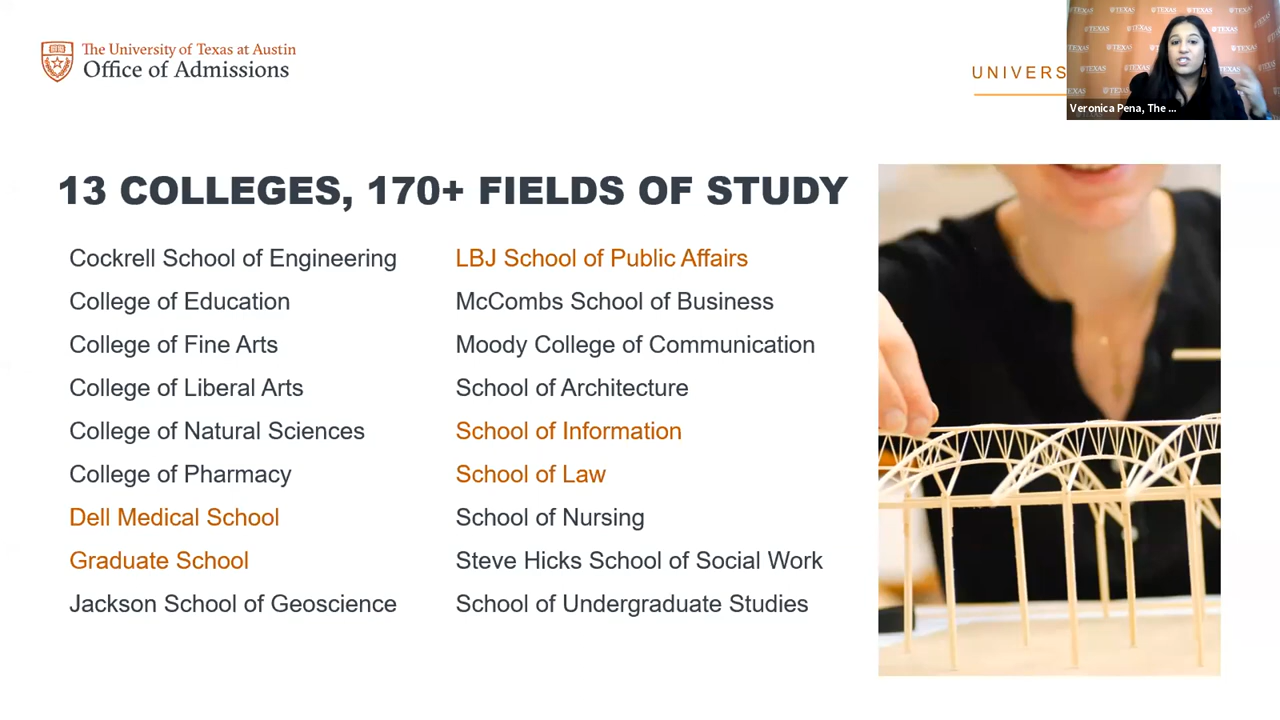 The University of Texas at Austin
Office of Admissions
UNIVERS
Veronica Pena, The ...
13 COLLEGES, 170+ FIELDS OF STUDY
Cockrell School of Engineering
College of Education
College of Fine Arts
College of Liberal Arts
College of Natural Sciences
College of Pharmacy
Dell Medical School
Graduate School
Jackson School of Geoscience
LBJ School of Public Affairs
McCombs School of Business
Moody College of Communication
School of Architecture
School of Information
School of Law
School of Nursing
Steve Hicks School of Social Work
School of Undergraduate Studies